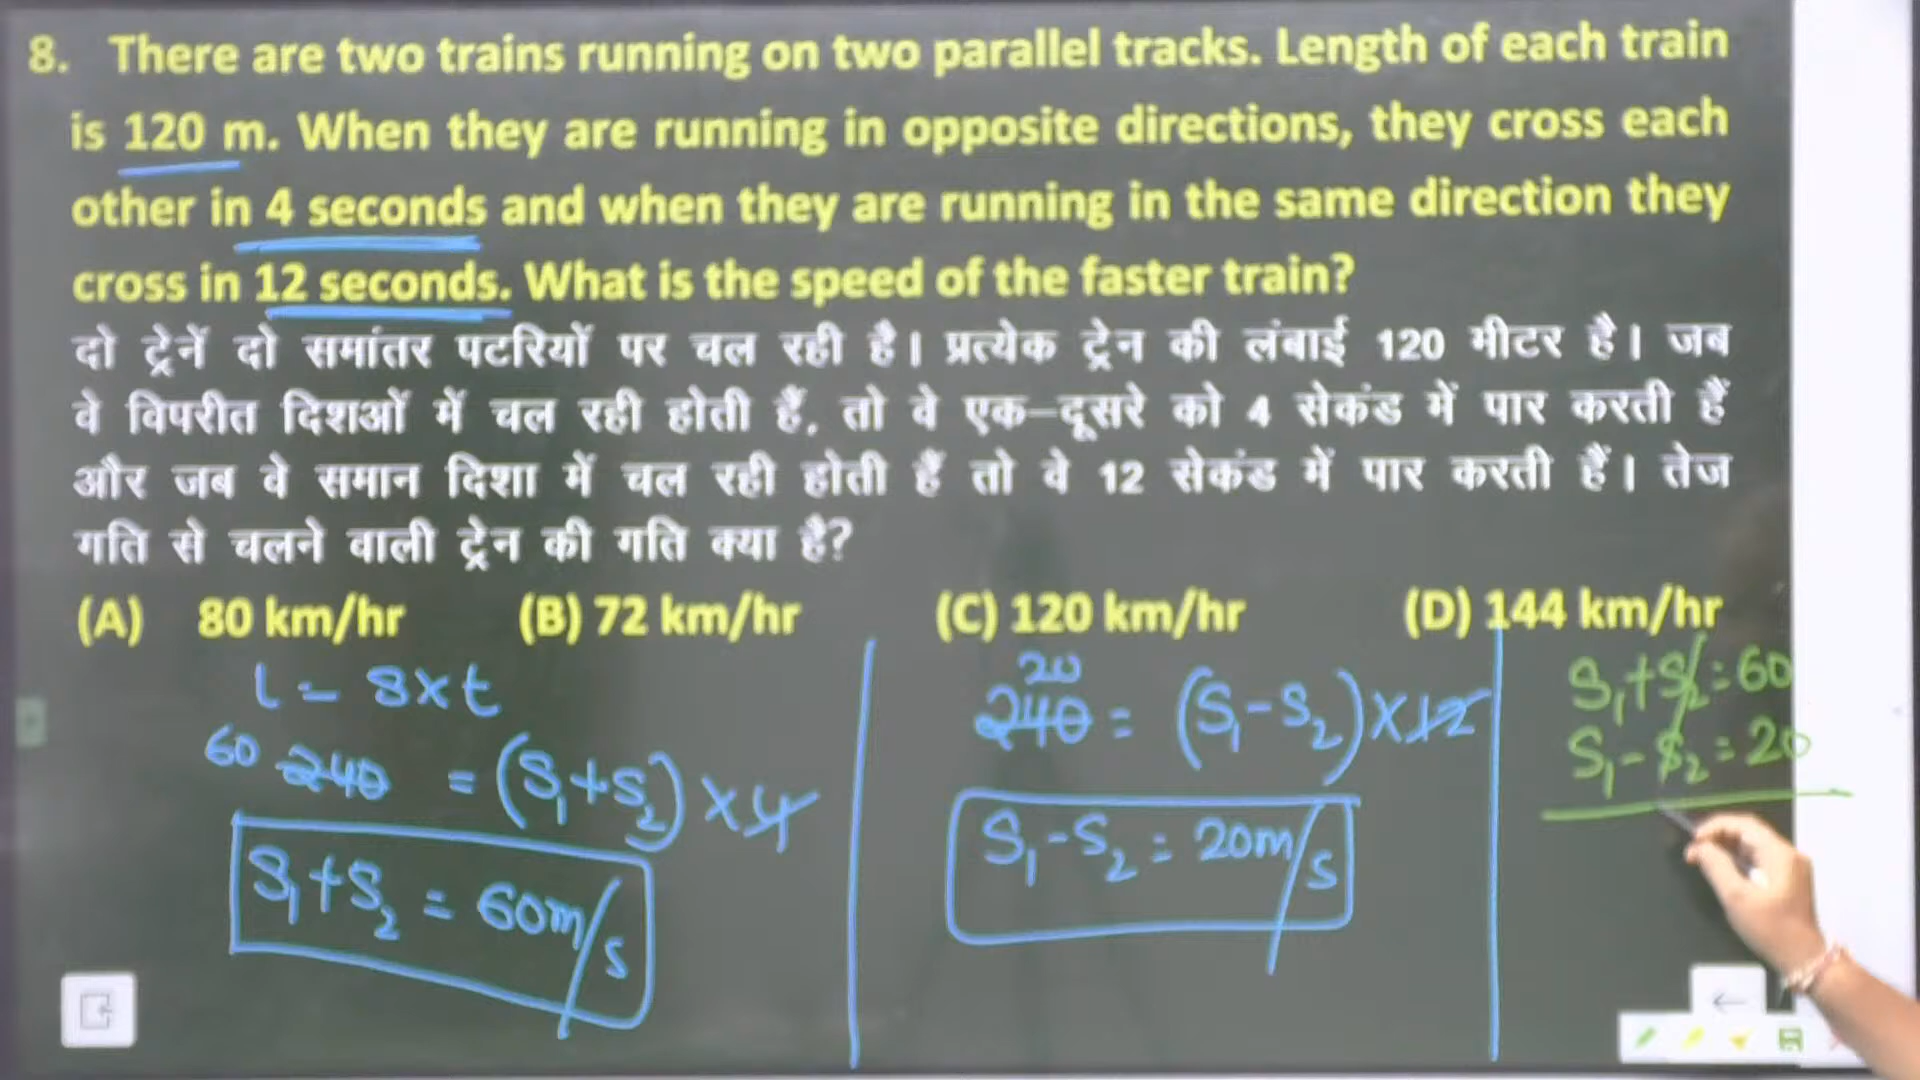 8. There are two trains running on two parallel tracks. Length of each train
is 120 m. When they are running in opposite directions, they cross each
other in 4 seconds and when they are running in the same direction they
cross in 12 seconds. What is the speed of the faster train?
दो ट्रेनें दो समांतर पटरियों पर चल रही है। प्रत्येक ट्रेन की लंबाई 120 मीटर है। जब
वे विपरीत दिशओं में चल रही होती हैं, तो वे एक–दूसरे को 4 सेकंड में पार करती हैं
और जब वे समान दिशा में चल रही होती हैं तो वे 12 सेकंड में पार करती हैं। तेज
गति से चलने वाली ट्रेन की गति क्या है?
(A) 80 km/hr (B) 72 km/hr (C) 120 km/hr (D) 144 km/hr
l = s×t
60 240 = (S₁+S₂)×4
S₁+S₂ = 60m/s
20
240 = (S₁-S₂)×12
S₁-S₂ = 20m/s
S₁+S₂ = 60
S₁-S₂ = 20